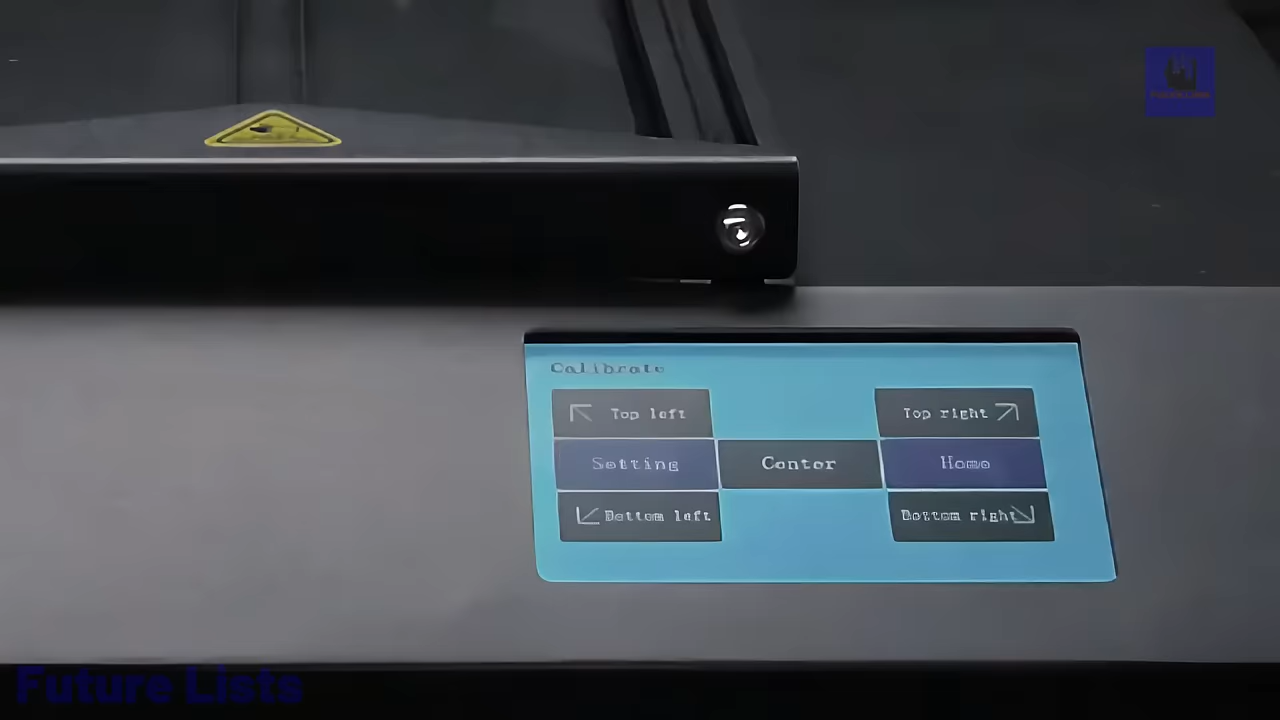 Calibrate
Top left
Top right
Setting
Center
Home
Bottom left
Bottom right
Future Lists